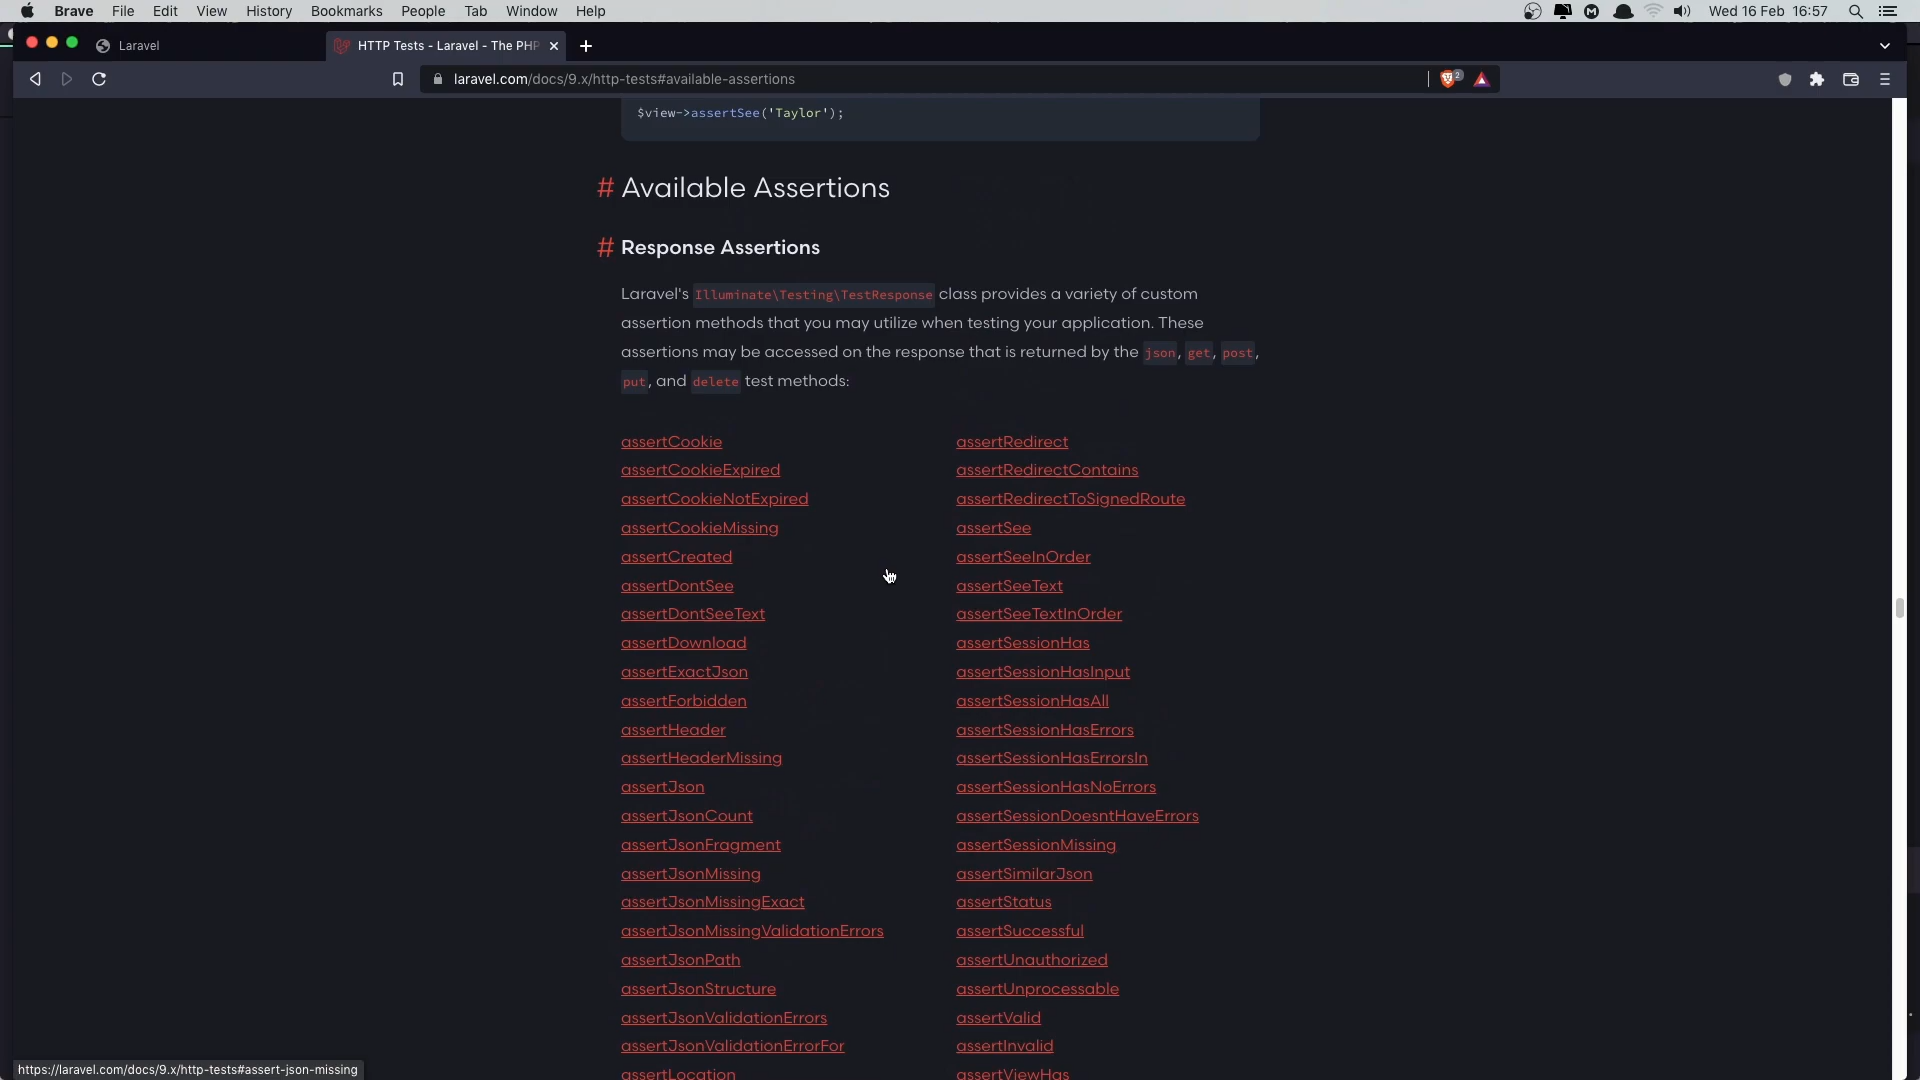 Brave File Edit View History Bookmarks People Tab Window Help Wed 16 Feb 16:57
Laravel HTTP Tests - Laravel - The PHP
laravel.com/docs/9.x/http-tests#available-assertions 2
$view->assertSee('Taylor');
# Available Assertions
# Response Assertions
Laravel's Illuminate\Testing\TestResponse class provides a variety of custom
assertion methods that you may utilize when testing your application. These
assertions may be accessed on the response that is returned by the json, get, post,
put, and delete test methods:
assertCookie
assertCookieExpired
assertCookieNotExpired
assertCookieMissing
assertCreated
assertDontSee
assertDontSeeText
assertDownload
assertExactJson
assertForbidden
assertHeader
assertHeaderMissing
assertJson
assertJsonCount
assertJsonFragment
assertJsonMissing
assertJsonMissingExact
assertJsonMissingValidationErrors
assertJsonPath
assertJsonStructure
assertJsonValidationErrors
assertJsonValidationErrorFor
assertLocation
assertRedirect
assertRedirectContains
assertRedirectToSignedRoute
assertSee
assertSeeInOrder
assertSeeText
assertSeeTextInOrder
assertSessionHas
assertSessionHasInput
assertSessionHasAll
assertSessionHasErrors
assertSessionHasErrorsIn
assertSessionHasNoErrors
assertSessionDoesntHaveErrors
assertSessionMissing
assertSimilarJson
assertStatus
assertSuccessful
assertUnauthorized
assertUnprocessable
assertValid
assertInvalid
assertViewHas
https://laravel.com/docs/9.x/http-tests#assert-json-missing